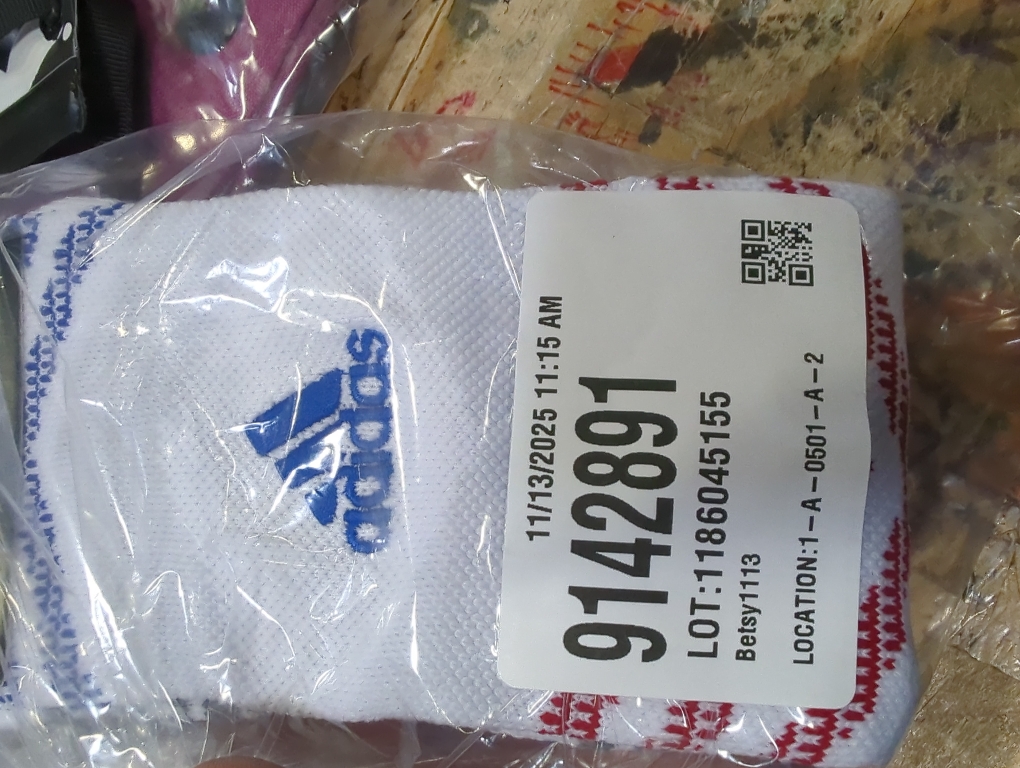 adidas
11/13/2025 11:15 AM
9142891
LOT:1186045155
Betsy1113
LOCATION:1-A-0501-A-2